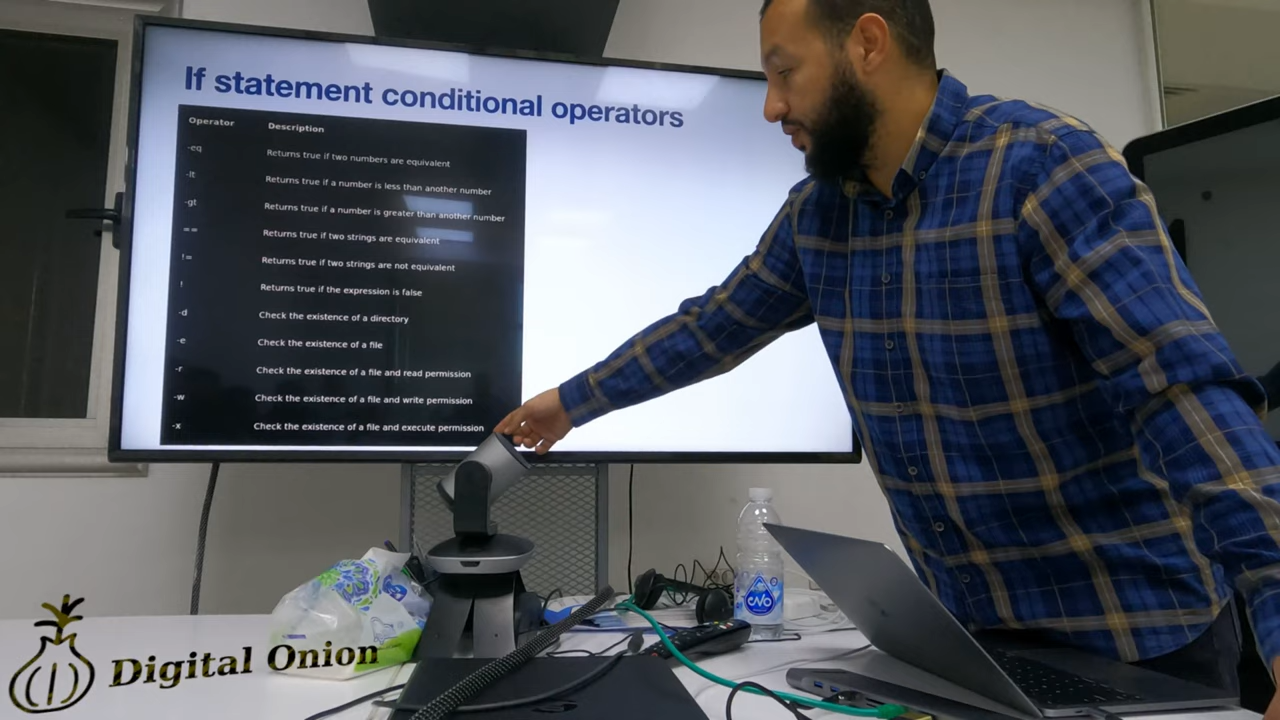 If statement conditional operators
Operator Description
-eq Returns true if two numbers are equivalent
-lt Returns true if a number is less than another number
-gt Returns true if a number is greater than another number
== Returns true if two strings are equivalent
!= Returns true if two strings are not equivalent
! Returns true if the expression is false
-d Check the existence of a directory
-e Check the existence of a file
-r Check the existence of a file and read permission
-w Check the existence of a file and write permission
-x Check the existence of a file and execute permission
Digital Onion